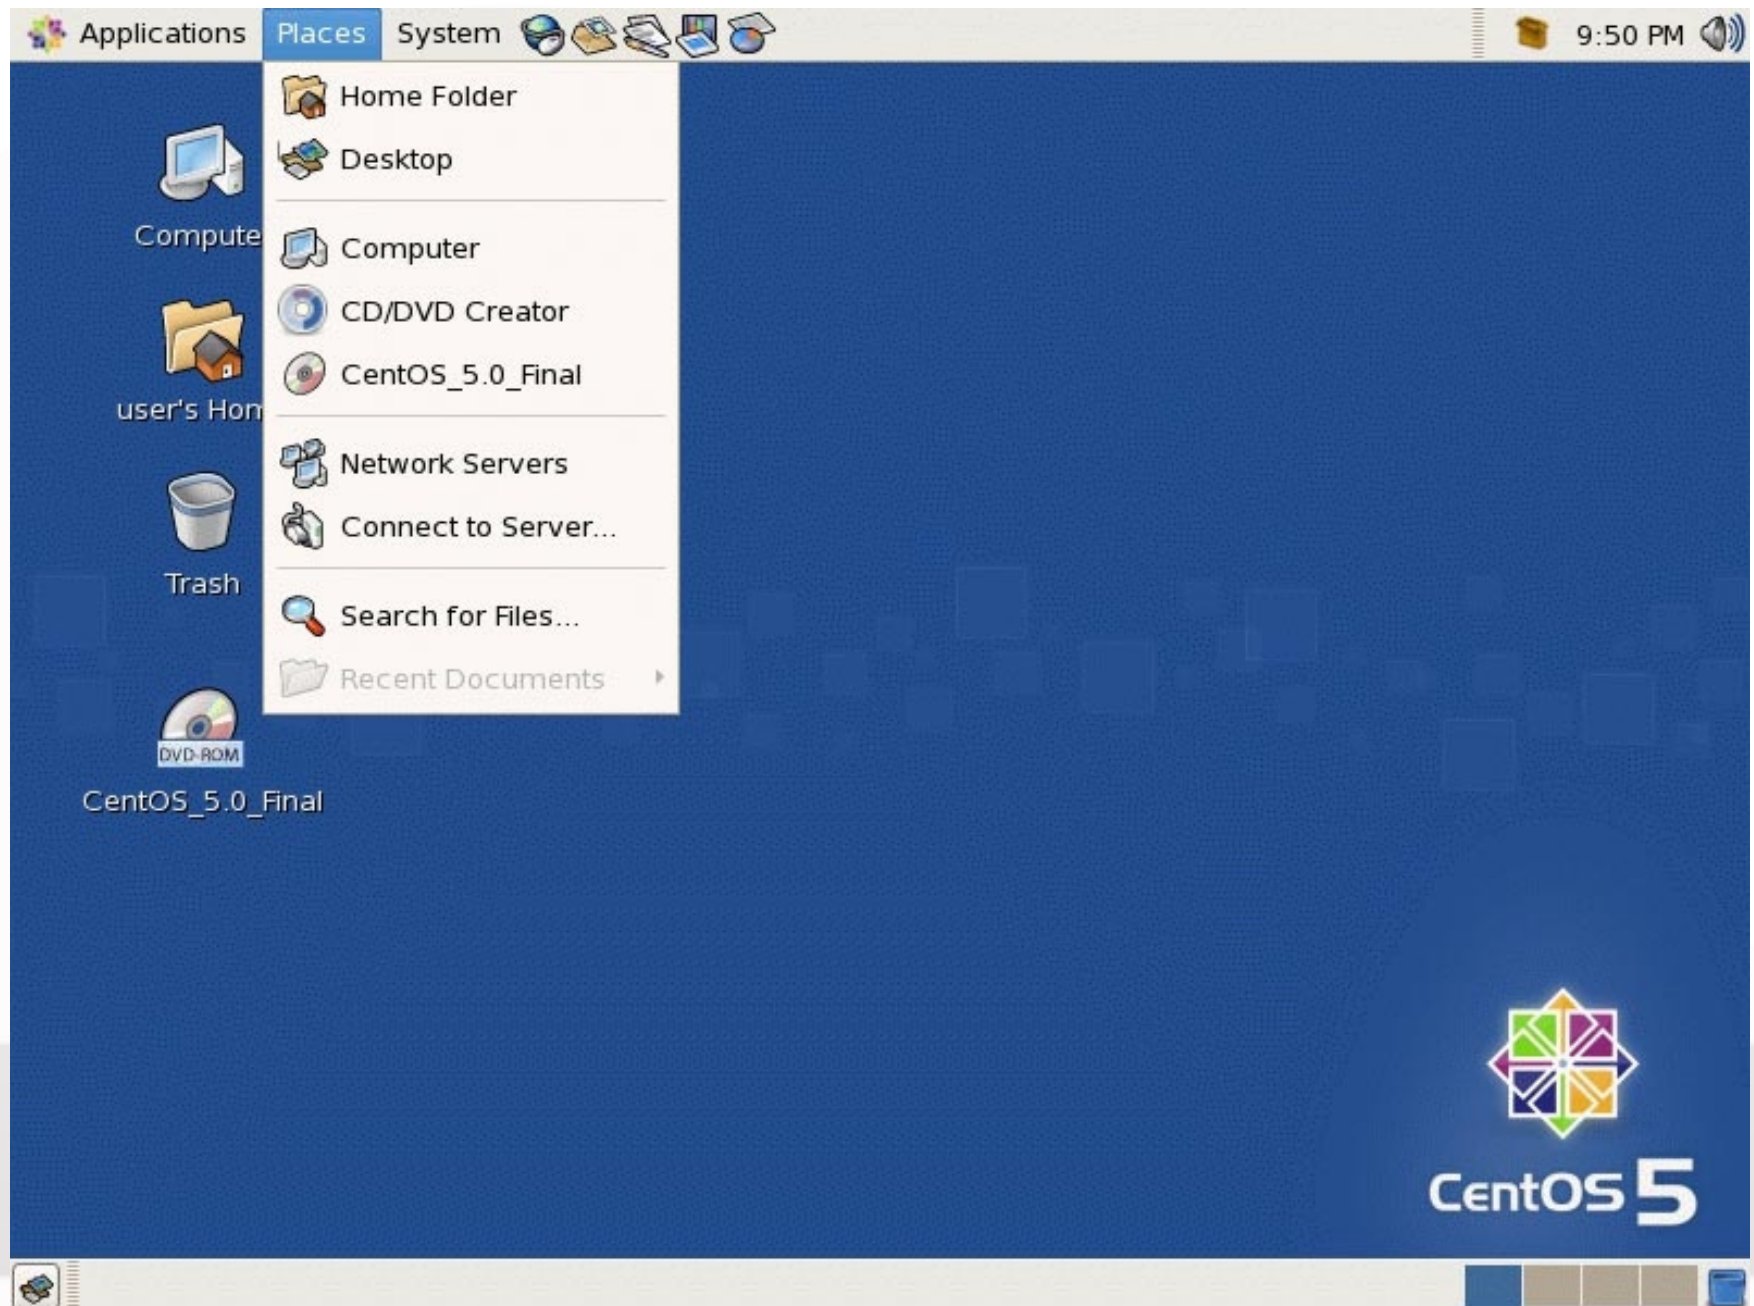 Applications Places System 9:50 PM
Home Folder
Desktop
Compute
Computer
CD/DVD Creator
CentOS_5.0_Final
user's Hom
Network Servers
Connect to Server...
Trash
Search for Files...
Recent Documents
DVD-ROM
CentOS_5.0_Final
CentOS 5